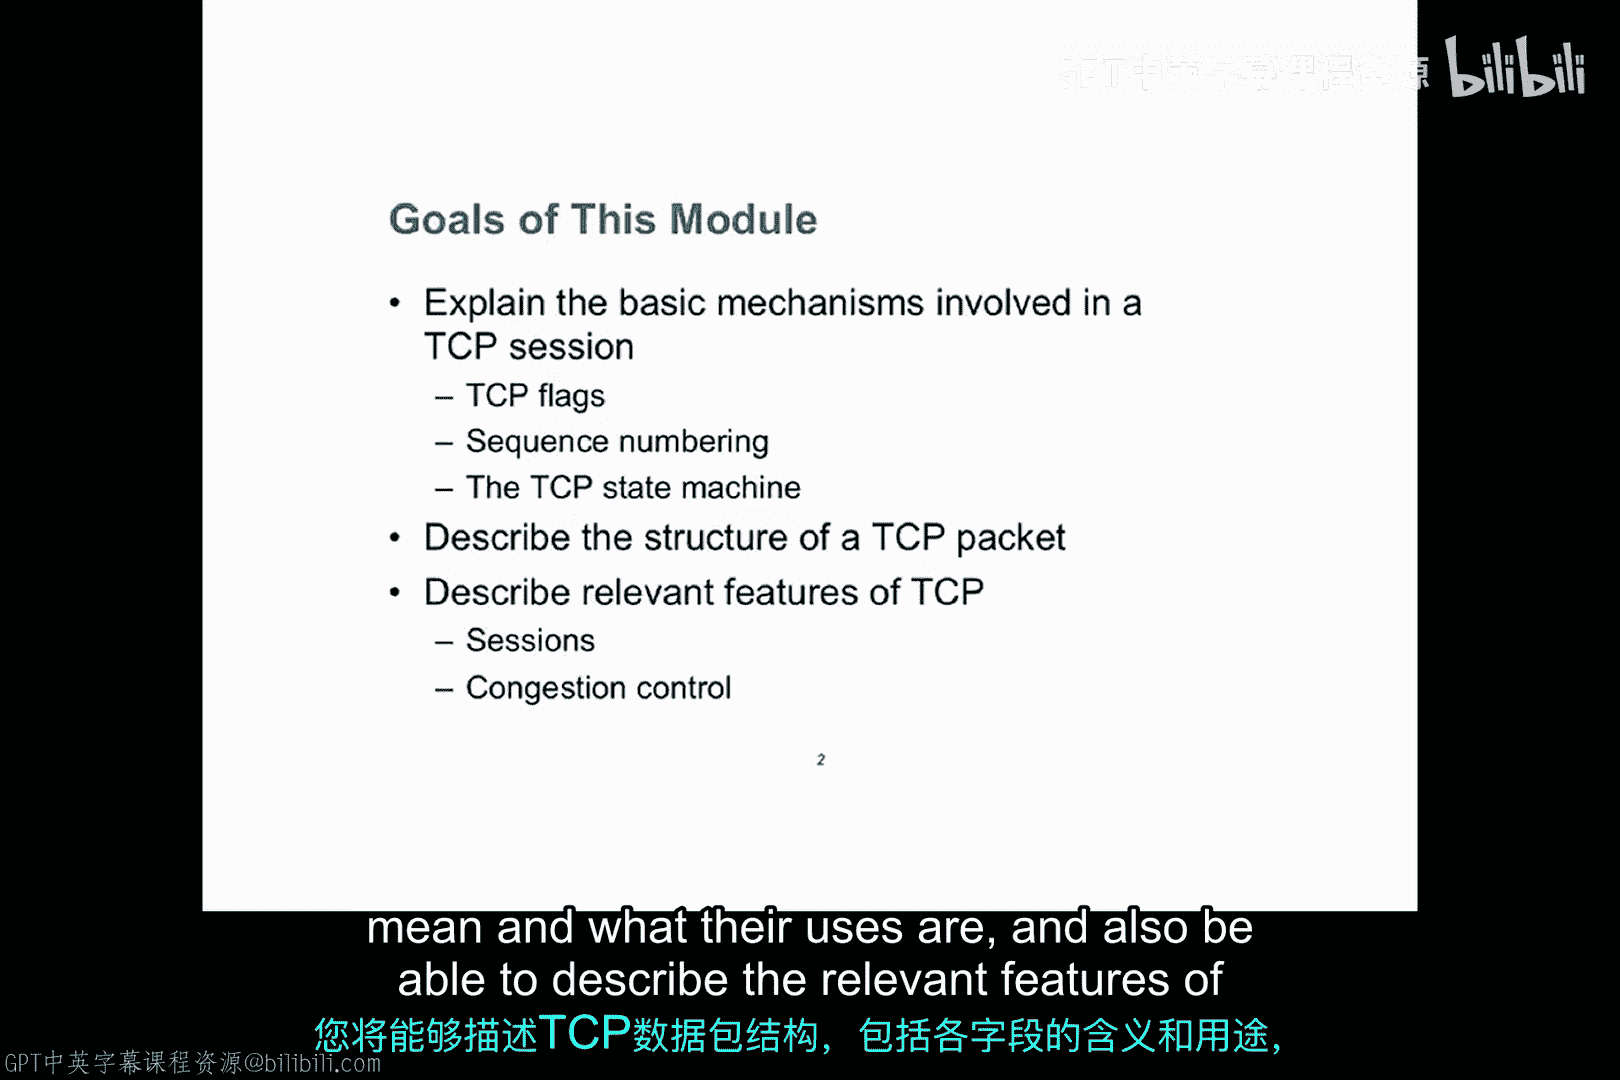 bilibili
Goals of This Module
• Explain the basic mechanisms involved in a
TCP session
– TCP flags
– Sequence numbering
– The TCP state machine
• Describe the structure of a TCP packet
• Describe relevant features of TCP
– Sessions
– Congestion control
2
mean and what their uses are, and also be
able to describe the relevant features of
您将能够描述TCP数据包结构，包括各字段的含义和用途，
GPT中英字幕课程资源@bilibili.com